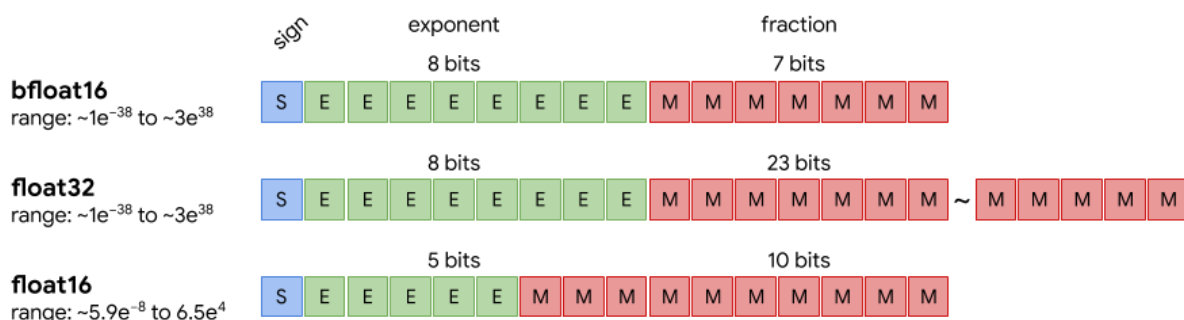 sign exponent fraction
8 bits 7 bits
bfloat16 S E E E E E E E E M M M M M M M
range: ~1e⁻³⁸ to ~3e³⁸
8 bits 23 bits
float32 S E E E E E E E E M M M M M M M ~ M M M M M
range: ~1e⁻³⁸ to ~3e³⁸
5 bits 10 bits
float16 S E E E E E M M M M M M M M M M
range: ~5.9e⁻⁸ to 6.5e⁴